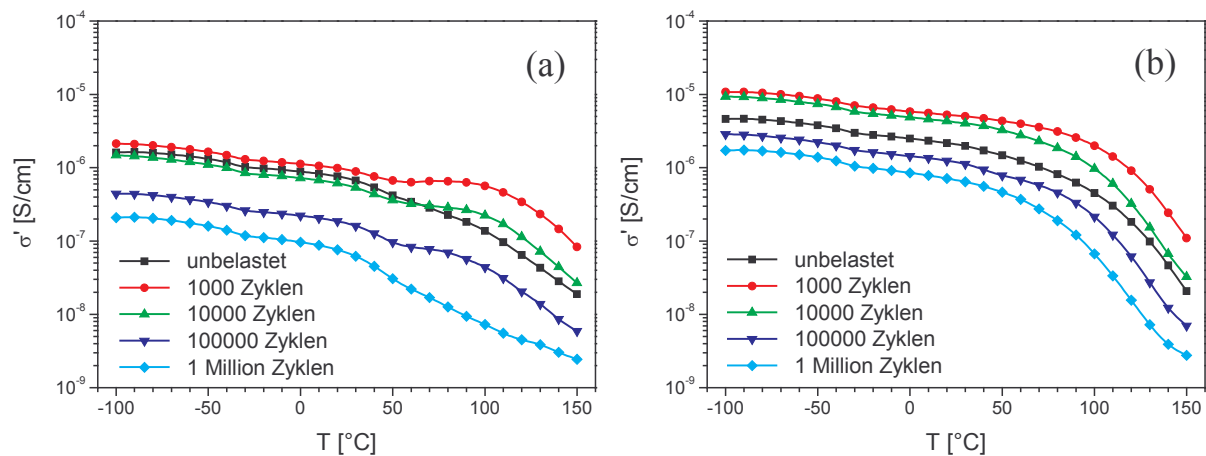 10⁻⁴
10⁻⁵
10⁻⁶
10⁻⁷
10⁻⁸
10⁻⁹
σ' [S/cm]
(a)
unbelastet
1000 Zyklen
10000 Zyklen
100000 Zyklen
1 Million Zyklen
-100 -50 0 50 100 150
T [°C]
10⁻⁴
10⁻⁵
10⁻⁶
10⁻⁷
10⁻⁸
10⁻⁹
σ' [S/cm]
(b)
unbelastet
1000 Zyklen
10000 Zyklen
100000 Zyklen
1 Million Zyklen
-100 -50 0 50 100 150
T [°C]